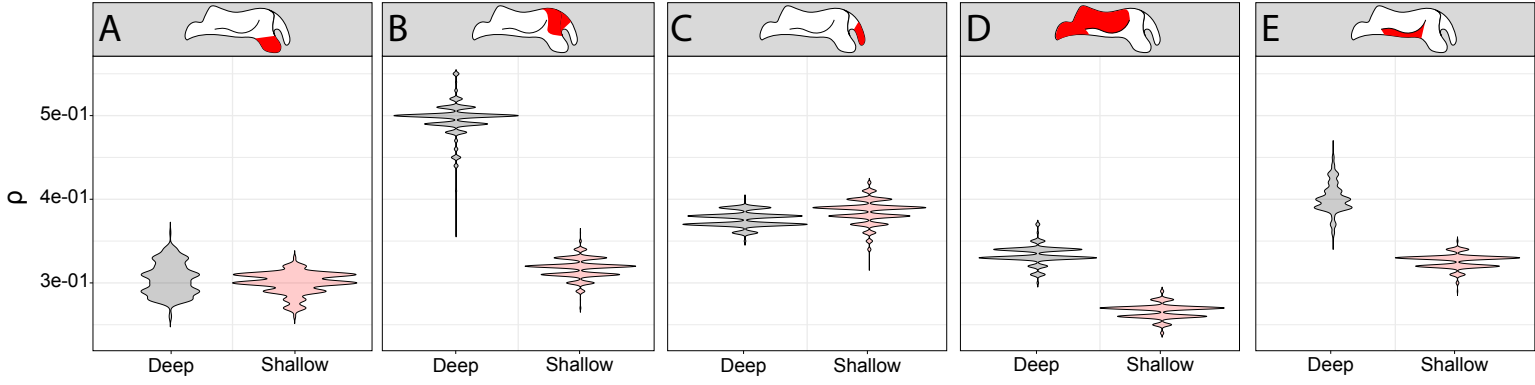 A B C D E
5e-01
4e-01
ρ
3e-01
Deep Shallow Deep Shallow Deep Shallow Deep Shallow Deep Shallow